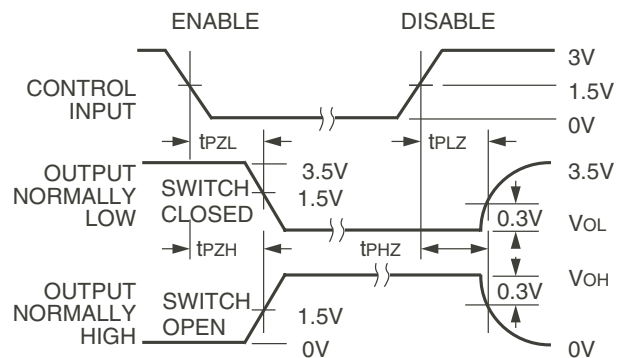 ENABLE DISABLE
3V
CONTROL
INPUT
1.5V
0V
tPZL tPLZ
OUTPUT
NORMALLY
LOW
SWITCH
CLOSED
3.5V
1.5V
3.5V
0.3V
VOL
tPZH tPHZ
OUTPUT
NORMALLY
HIGH
SWITCH
OPEN
1.5V
0V
VOH
0.3V
0V